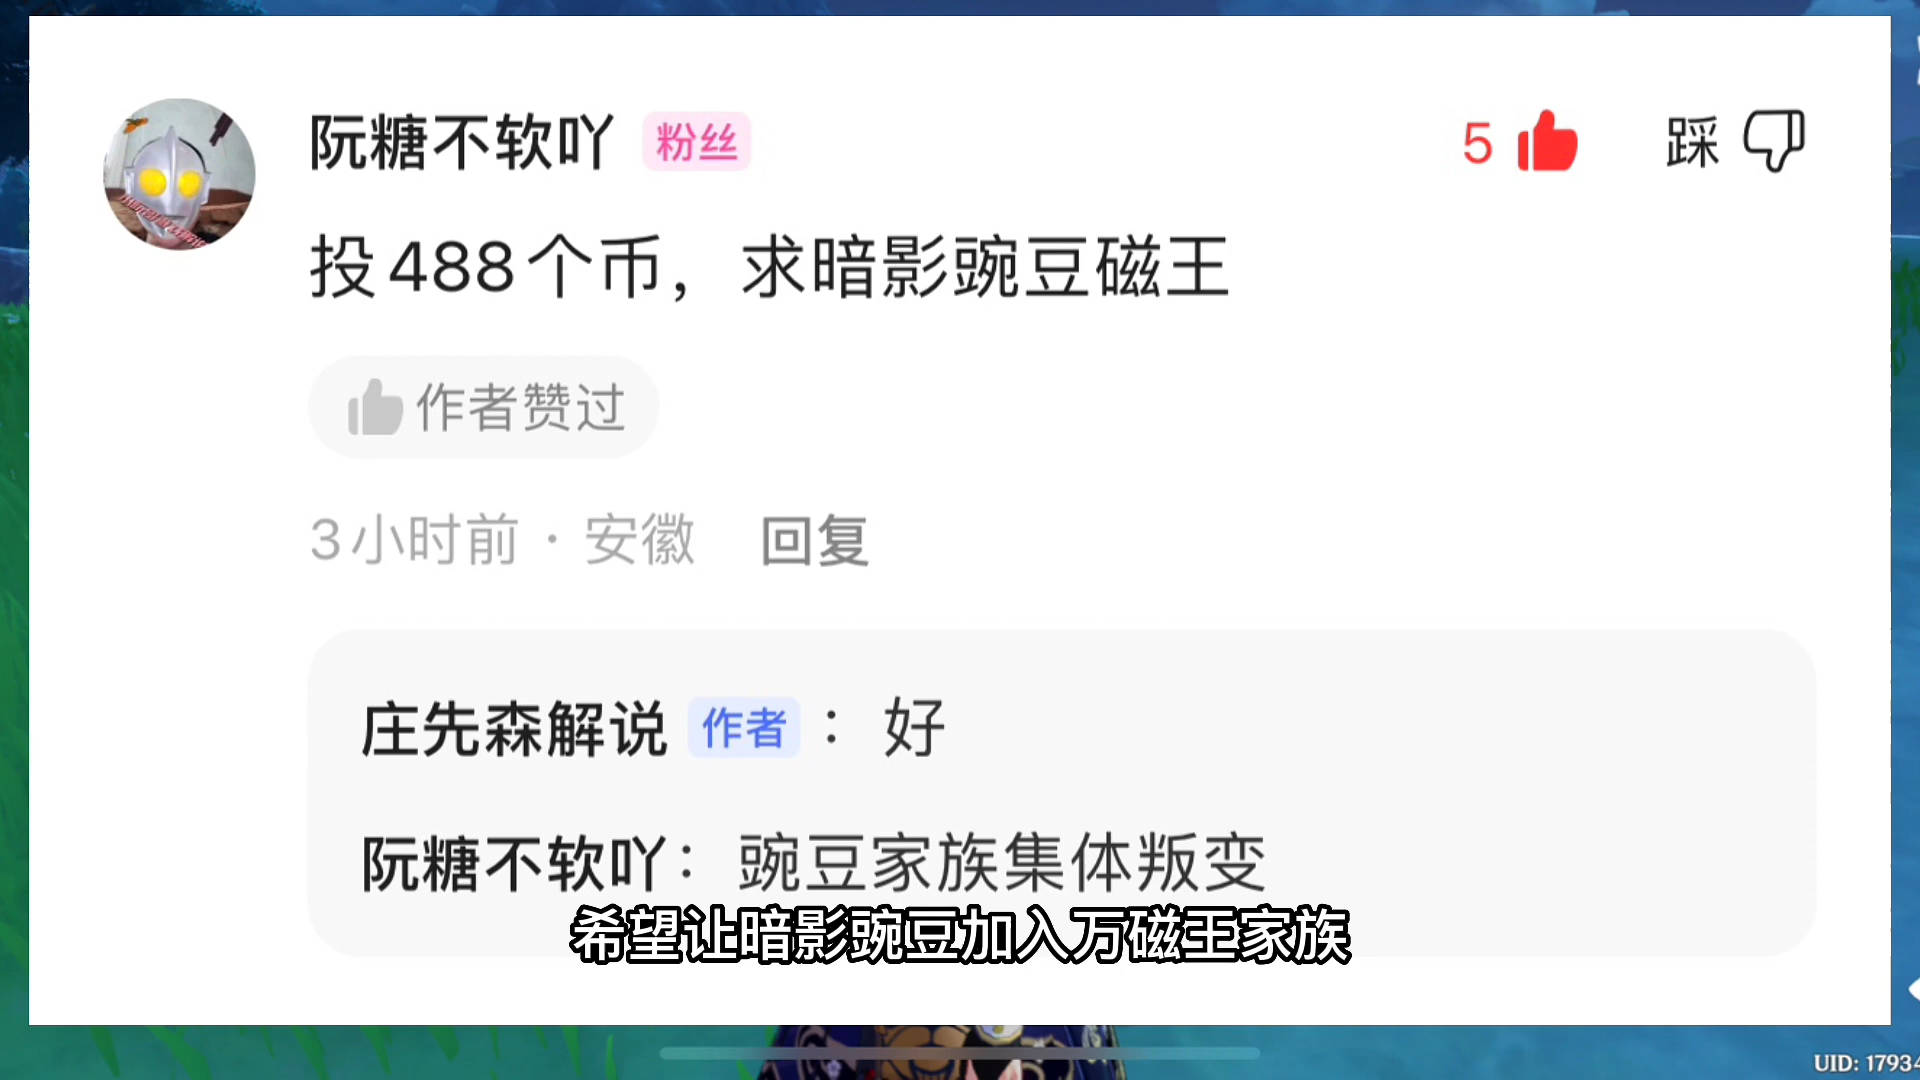 阮糖不软吖 粉丝 5 踩
投488个币，求暗影豌豆磁王
作者赞过
3小时前 · 安徽 回复
庄先森解说 作者 ： 好
阮糖不软吖：豌豆家族集体叛变
希望让暗影豌豆加入万磁王家族
UID: 17934